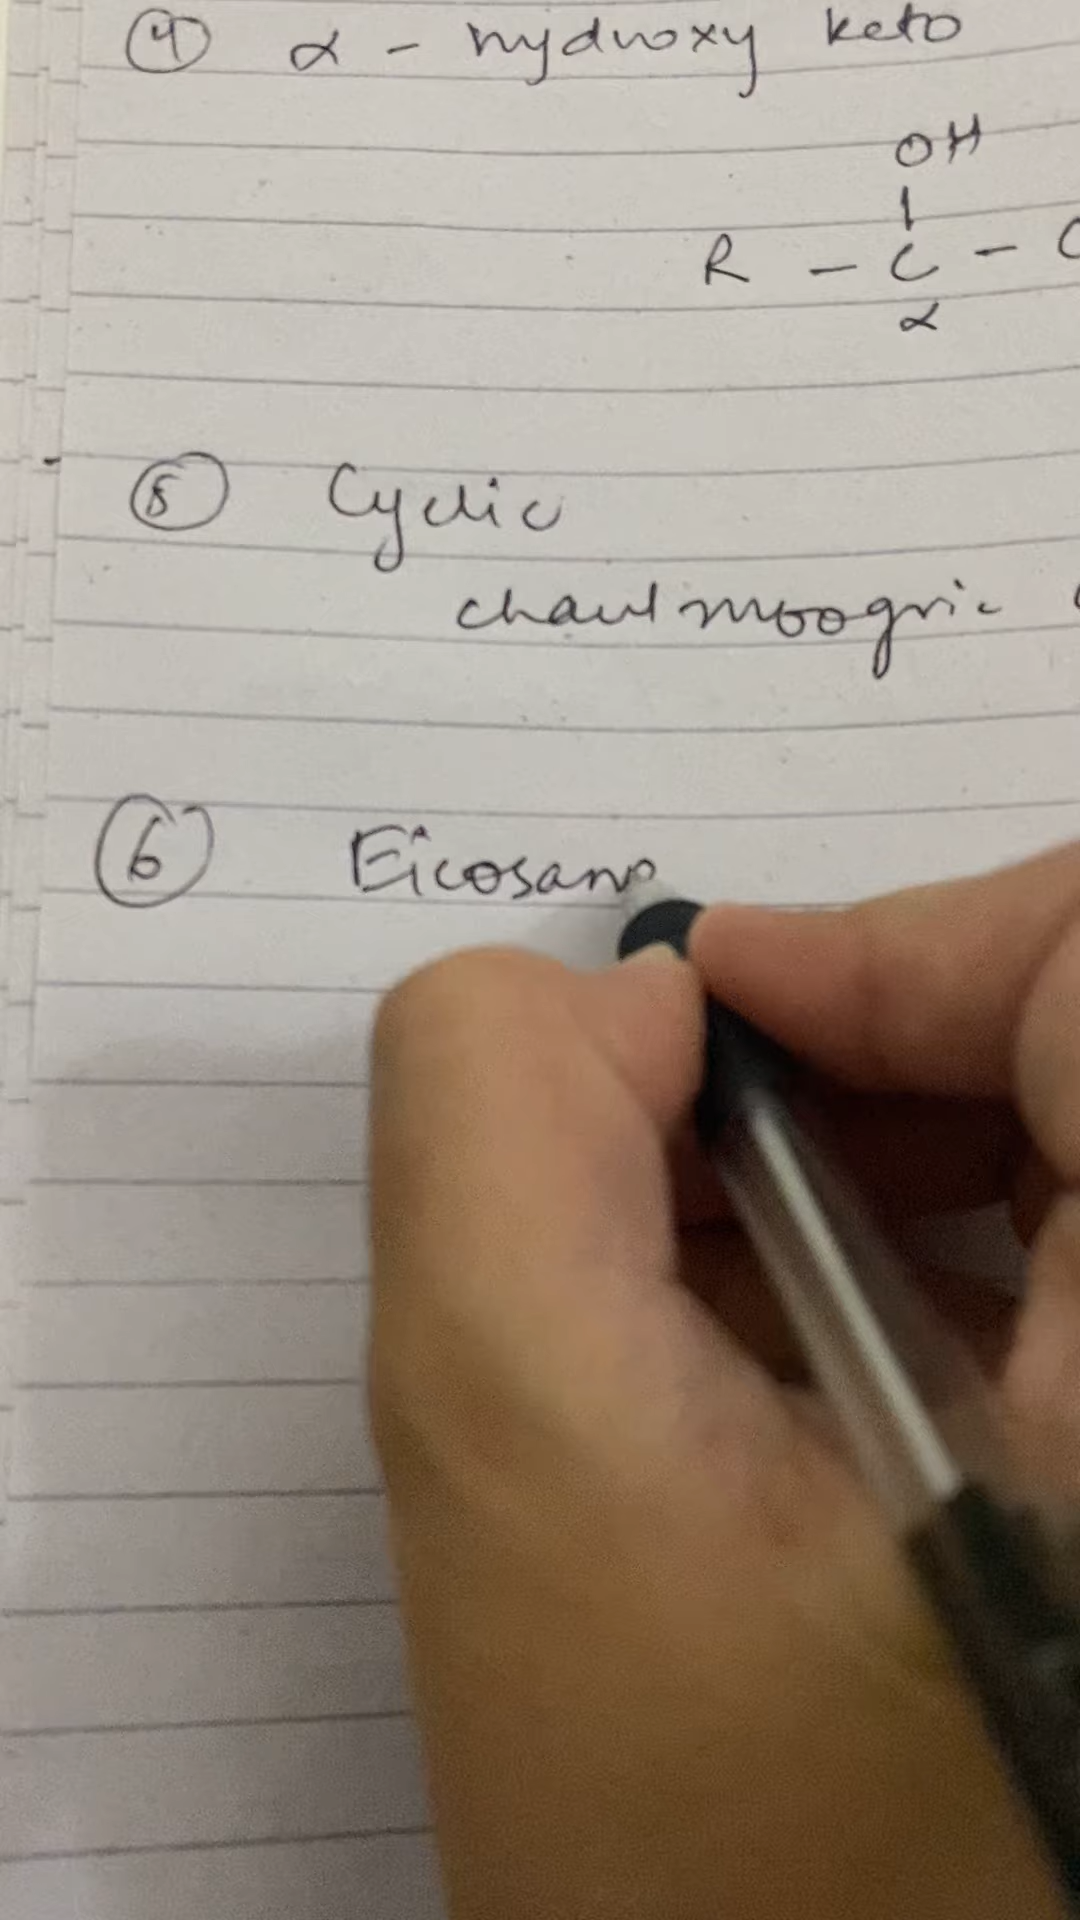 ④ α - hydroxy keto
OH
R - C - C
α
⑤ Cyclic
chaulmoogric
⑥ Eicosano